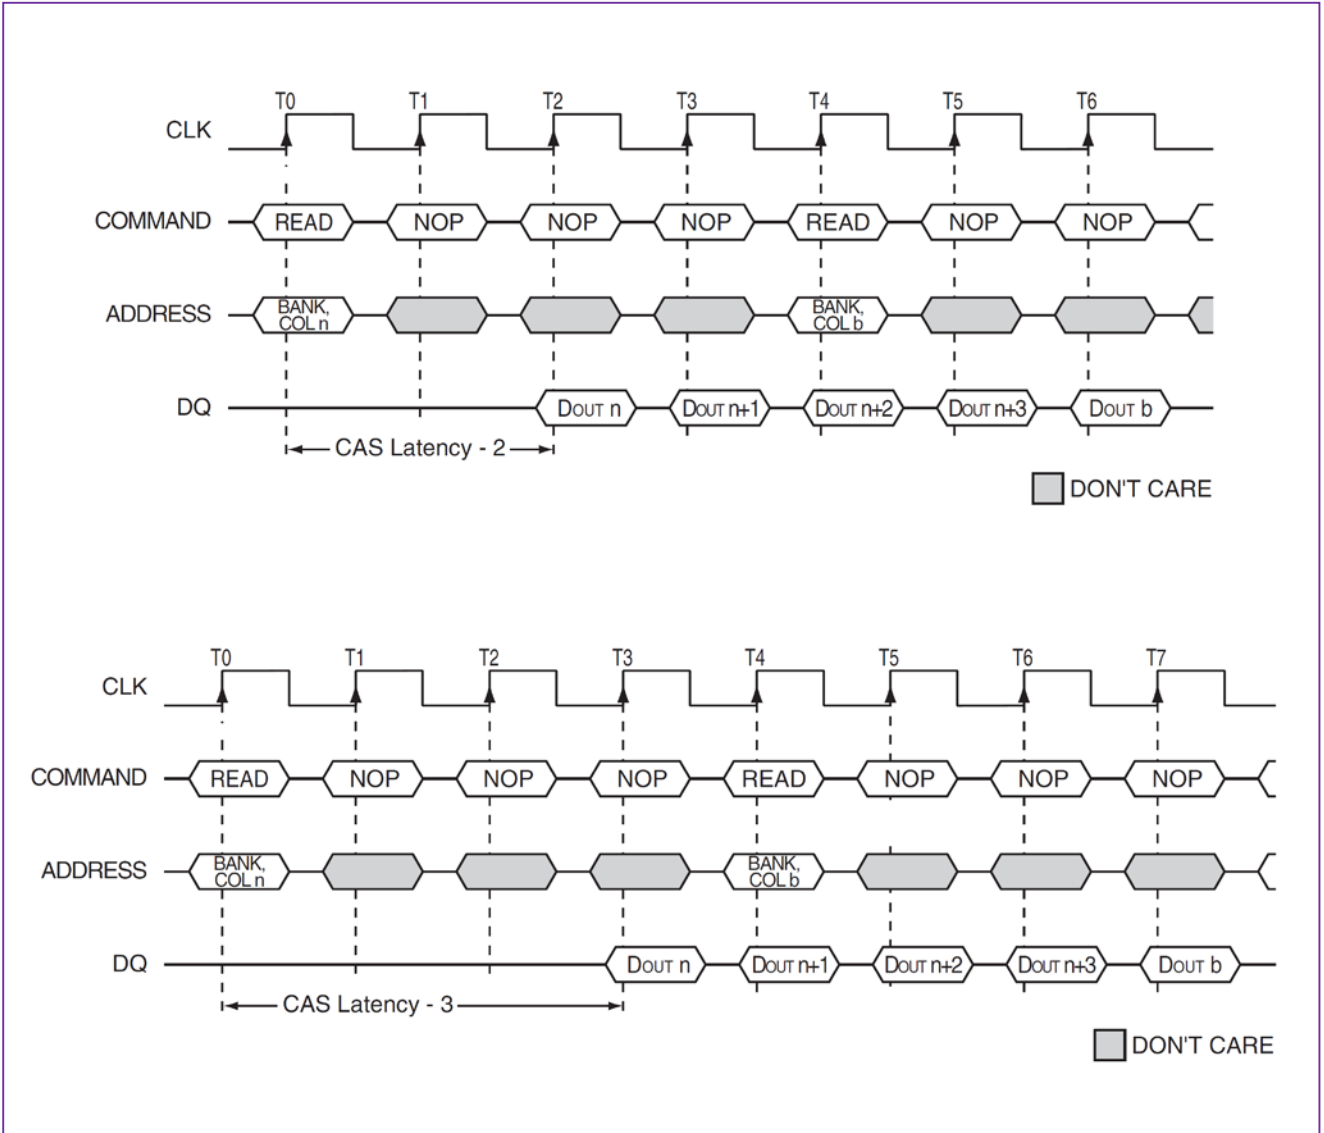 T0 T1 T2 T3 T4 T5 T6
CLK
COMMAND READ NOP NOP NOP READ NOP NOP
ADDRESS BANK, COL n BANK, COL b
DQ DOUT n DOUT n+1 DOUT n+2 DOUT n+3 DOUT b
CAS Latency - 2
DON'T CARE
T0 T1 T2 T3 T4 T5 T6 T7
CLK
COMMAND READ NOP NOP NOP READ NOP NOP NOP
ADDRESS BANK, COL n BANK, COL b
DQ DOUT n DOUT n+1 DOUT n+2 DOUT n+3 DOUT b
CAS Latency - 3
DON'T CARE